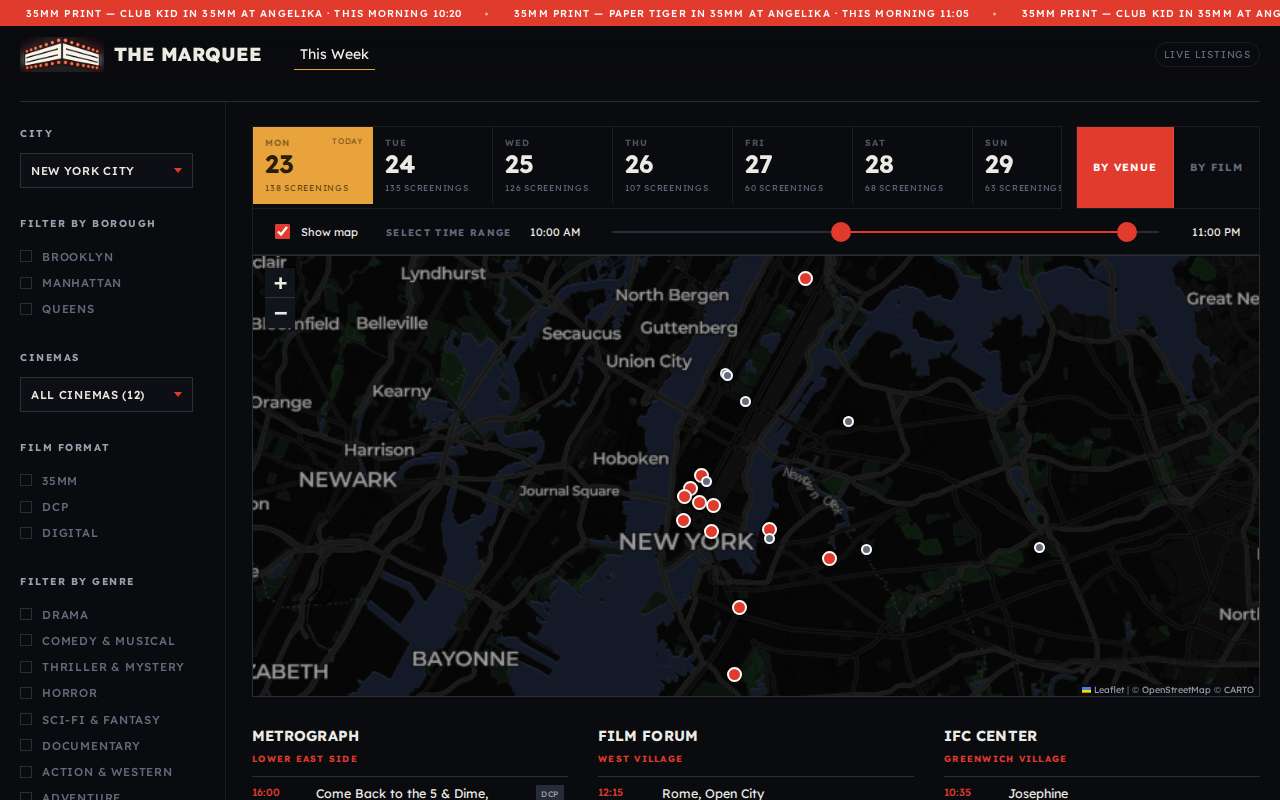 35MM PRINT — CLUB KID IN 35MM AT ANGELIKA · THIS MORNING 10:20 • 35MM PRINT — PAPER TIGER IN 35MM AT ANGELIKA · THIS MORNING 11:05 • 35MM PRINT — CLUB KID IN 35MM AT ANG
THE MARQUEE
This Week
LIVE LISTINGS
CITY
NEW YORK CITY
FILTER BY BOROUGH
BROOKLYN
MANHATTAN
QUEENS
CINEMAS
ALL CINEMAS (12)
FILM FORMAT
35MM
DCP
DIGITAL
FILTER BY GENRE
DRAMA
COMEDY & MUSICAL
THRILLER & MYSTERY
HORROR
SCI-FI & FANTASY
DOCUMENTARY
ACTION & WESTERN
ADVENTURE
MON TODAY
23
138 SCREENINGS
TUE
24
135 SCREENINGS
WED
25
126 SCREENINGS
THU
26
107 SCREENINGS
FRI
27
60 SCREENINGS
SAT
28
68 SCREENINGS
SUN
29
63 SCREENINGS
BY VENUE
BY FILM
Show map
SELECT TIME RANGE
10:00 AM
11:00 PM
+
−
clair
Lyndhurst
North Bergen
Great Ne
Bloomfield
Belleville
Secaucus
Guttenberg
Union City
Kearny
Orange
Harrison
Hoboken
NEWARK
Journal Square
Newtown Creek
on
NEW YORK
e
North
BAYONNE
ZABETH
Leaflet | © OpenStreetMap © CARTO
METROGRAPH
LOWER EAST SIDE
16:00 Come Back to the 5 & Dime, DCP
FILM FORUM
WEST VILLAGE
12:15 Rome, Open City
IFC CENTER
GREENWICH VILLAGE
10:35 Josephine